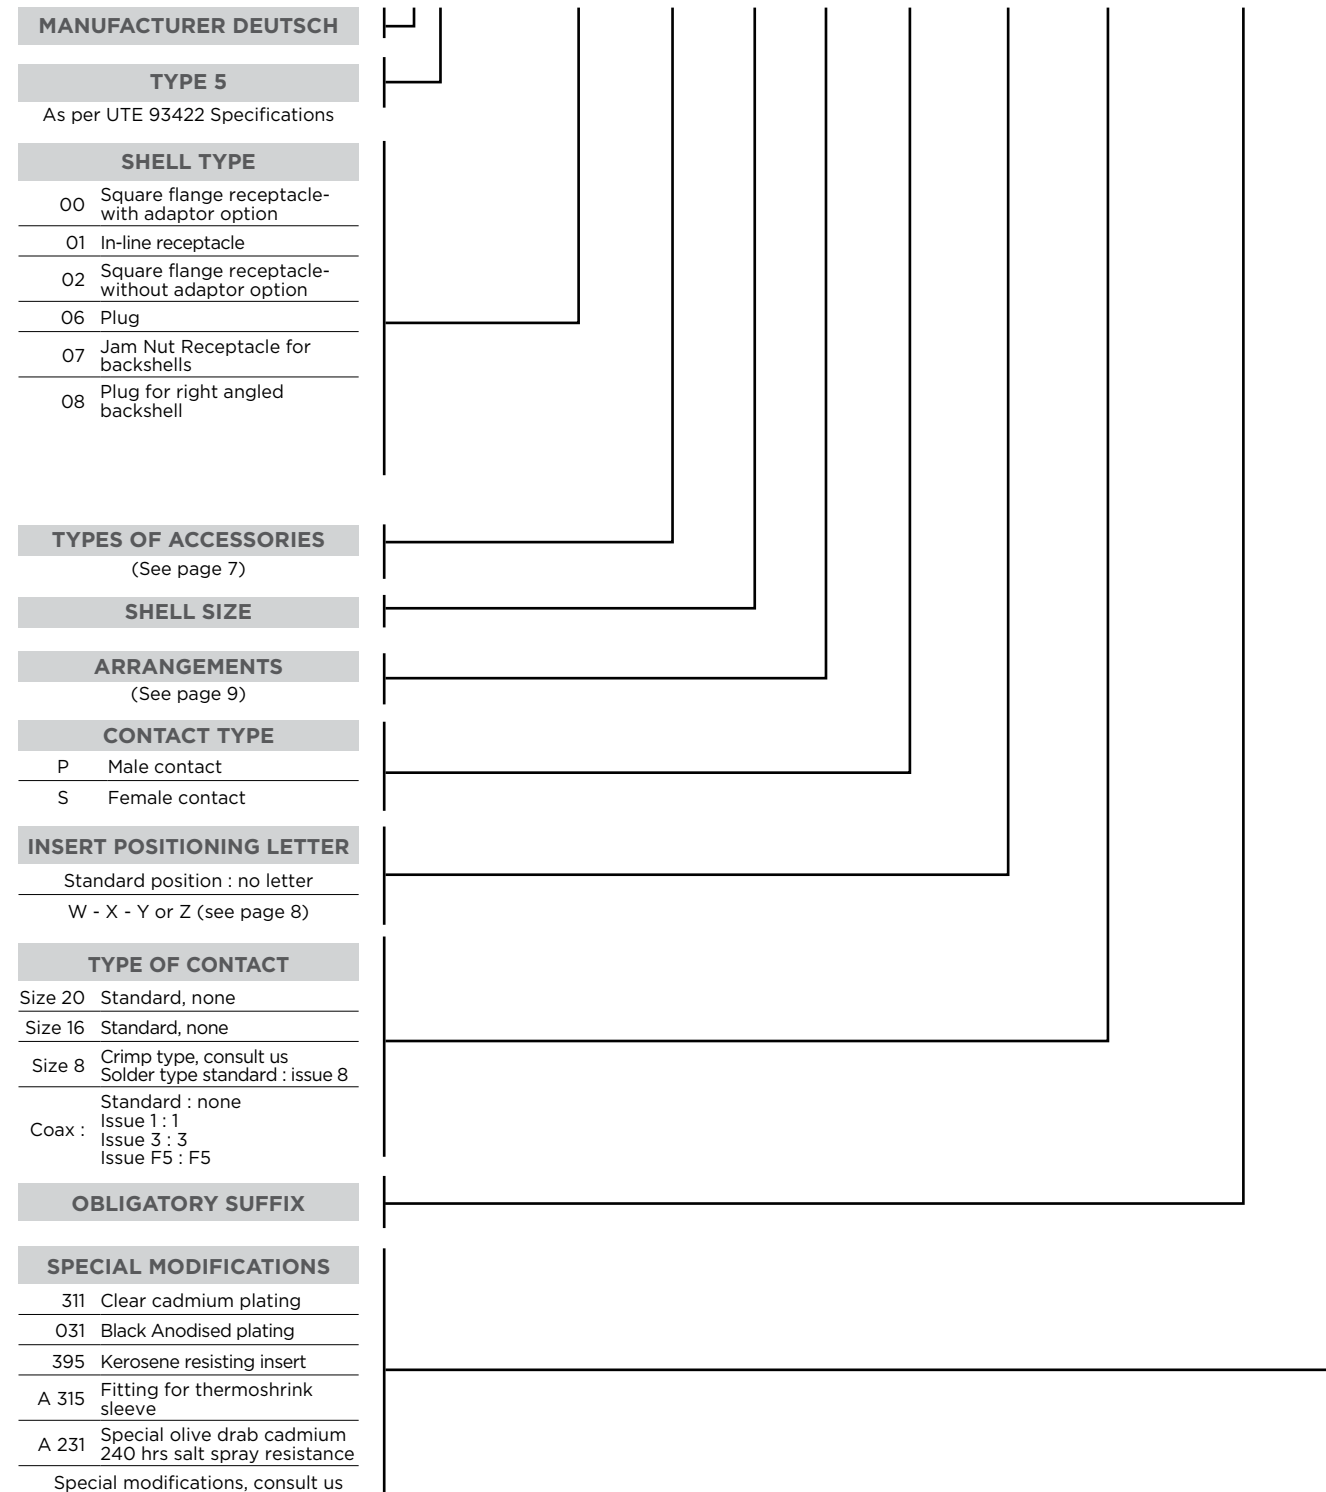 MANUFACTURER DEUTSCH
TYPE 5
As per UTE 93422 Specifications
SHELL TYPE
00 Square flange receptacle-
with adaptor option
01 In-line receptacle
02 Square flange receptacle-
without adaptor option
06 Plug
07 Jam Nut Receptacle for
backshells
08 Plug for right angled
backshell
TYPES OF ACCESSORIES
(See page 7)
SHELL SIZE
ARRANGEMENTS
(See page 9)
CONTACT TYPE
P Male contact
S Female contact
INSERT POSITIONING LETTER
Standard position : no letter
W - X - Y or Z (see page 8)
TYPE OF CONTACT
Size 20 Standard, none
Size 16 Standard, none
Size 8 Crimp type, consult us
Solder type standard : issue 8
Coax : Standard : none
Issue 1 : 1
Issue 3 : 3
Issue F5 : F5
OBLIGATORY SUFFIX
SPECIAL MODIFICATIONS
311 Clear cadmium plating
031 Black Anodised plating
395 Kerosene resisting insert
A 315 Fitting for thermoshrink
sleeve
A 231 Special olive drab cadmium
240 hrs salt spray resistance
Special modifications, consult us